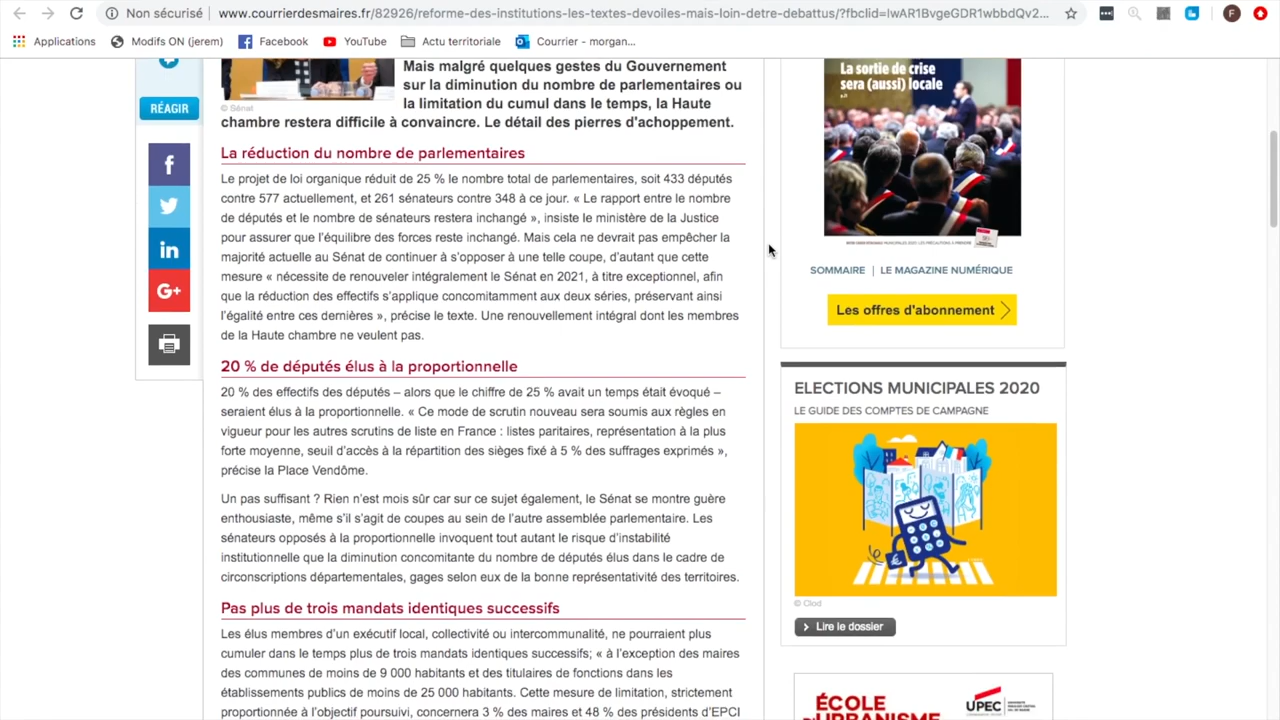 Non sécurisé | www.courrierdesmaires.fr/82926/reforme-des-institutions-les-textes-devoiles-mais-loin-detre-debattus/?fbclid=IwAR1BvgeGDR1wbbdQv2...
F
Applications
Modifs ON (jerem)
Facebook
YouTube
Actu territoriale
Courrier - morgan...
RÉAGIR
f
in
G+
© Sénat
Mais malgré quelques gestes du Gouvernement
sur la diminution du nombre de parlementaires ou
la limitation du cumul dans le temps, la Haute
chambre restera difficile à convaincre. Le détail des pierres d'achoppement.
La réduction du nombre de parlementaires
Le projet de loi organique réduit de 25 % le nombre total de parlementaires, soit 433 députés
contre 577 actuellement, et 261 sénateurs contre 348 à ce jour. « Le rapport entre le nombre
de députés et le nombre de sénateurs restera inchangé », insiste le ministère de la Justice
pour assurer que l'équilibre des forces reste inchangé. Mais cela ne devrait pas empêcher la
majorité actuelle au Sénat de continuer à s'opposer à une telle coupe, d'autant que cette
mesure « nécessite de renouveler intégralement le Sénat en 2021, à titre exceptionnel, afin
que la réduction des effectifs s'applique concomitamment aux deux séries, préservant ainsi
l'égalité entre ces dernières », précise le texte. Une renouvellement intégral dont les membres
de la Haute chambre ne veulent pas.
20 % de députés élus à la proportionnelle
20 % des effectifs des députés – alors que le chiffre de 25 % avait un temps était évoqué –
seraient élus à la proportionnelle. « Ce mode de scrutin nouveau sera soumis aux règles en
vigueur pour les autres scrutins de liste en France : listes paritaires, représentation à la plus
forte moyenne, seuil d'accès à la répartition des sièges fixé à 5 % des suffrages exprimés »,
précise la Place Vendôme.
Un pas suffisant ? Rien n'est mois sûr car sur ce sujet également, le Sénat se montre guère
enthousiaste, même s'il s'agit de coupes au sein de l'autre assemblée parlementaire. Les
sénateurs opposés à la proportionnelle invoquent tout autant le risque d'instabilité
institutionnelle que la diminution concomitante du nombre de députés élus dans le cadre de
circonscriptions départementales, gages selon eux de la bonne représentativité des territoires.
Pas plus de trois mandats identiques successifs
Les élus membres d'un exécutif local, collectivité ou intercommunalité, ne pourraient plus
cumuler dans le temps plus de trois mandats identiques successifs; « à l'exception des maires
des communes de moins de 9 000 habitants et des titulaires de fonctions dans les
établissements publics de moins de 25 000 habitants. Cette mesure de limitation, strictement
proportionnée à l'objectif poursuivi, concernera 3 % des maires et 48 % des présidents d'EPCI
La sortie de crise
sera (aussi) locale
SOMMAIRE | LE MAGAZINE NUMÉRIQUE
Les offres d'abonnement
ELECTIONS MUNICIPALES 2020
LE GUIDE DES COMPTES DE CAMPAGNE
© Clod
Lire le dossier
ÉCOLE
D'URBANISME
UPEC